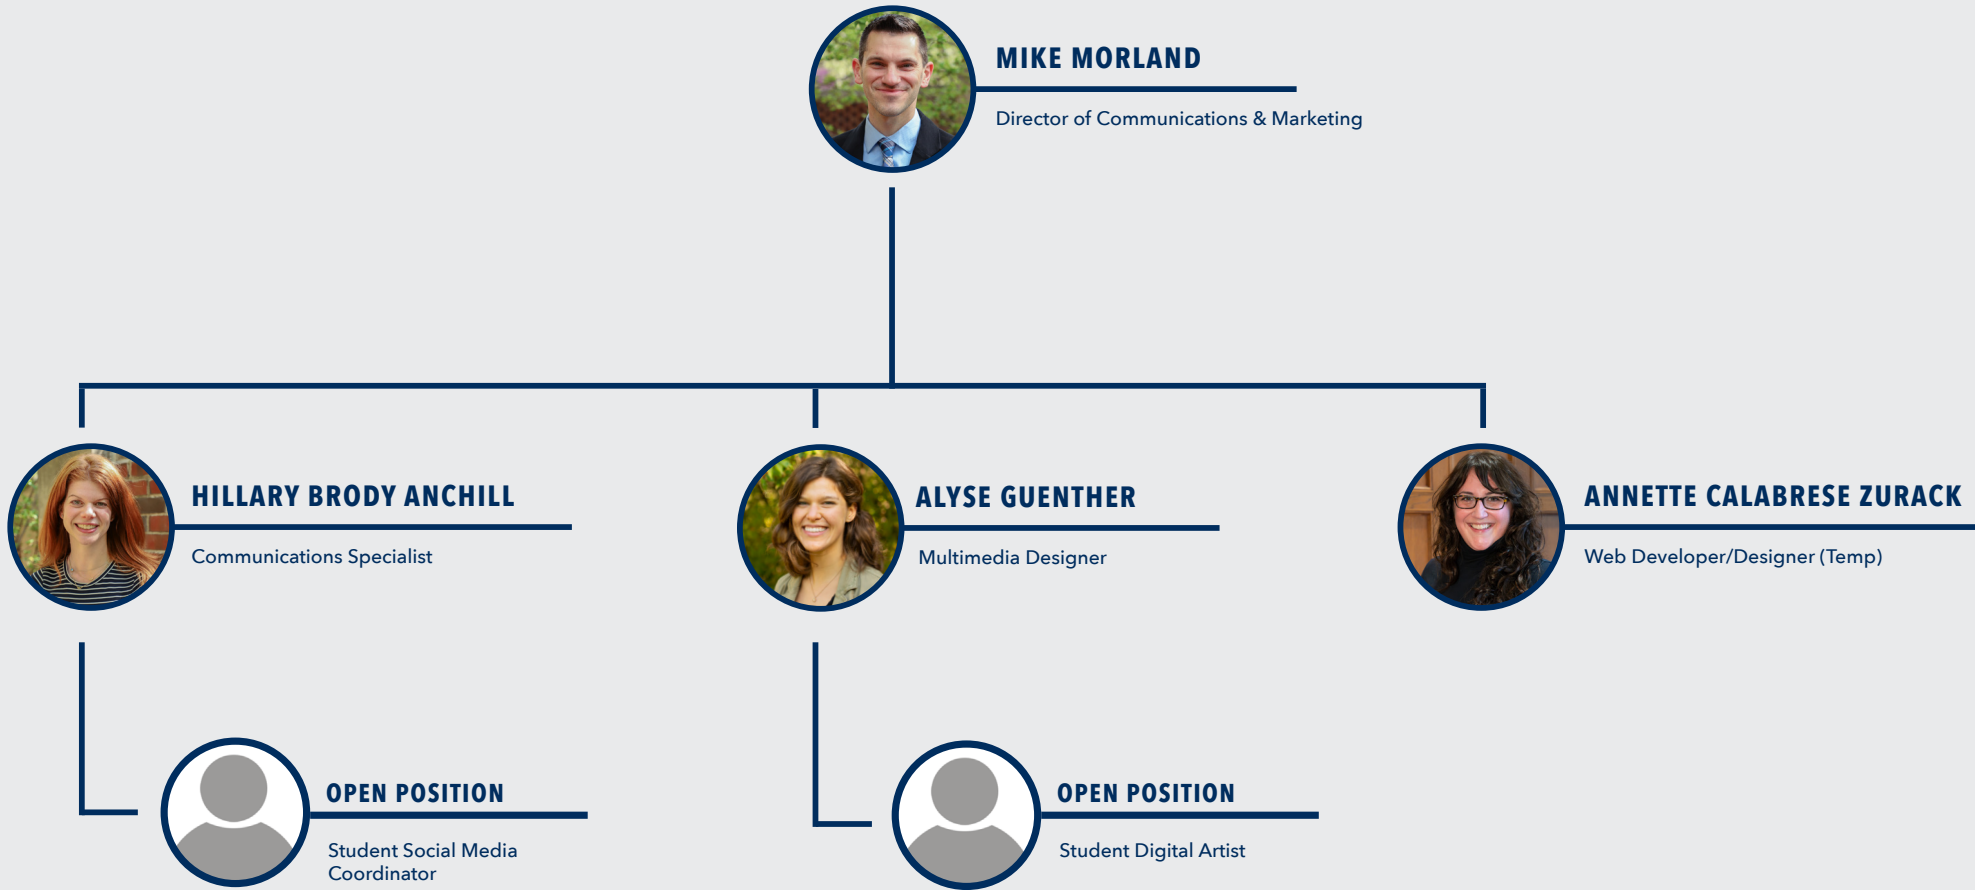 MIKE MORLAND
Director of Communications & Marketing
HILLARY BRODY ANCHILL
Communications Specialist
ALYSE GUENTHER
Multimedia Designer
ANNETTE CALABRESE ZURACK
Web Developer/Designer (Temp)
OPEN POSITION
Student Social Media
Coordinator
OPEN POSITION
Student Digital Artist